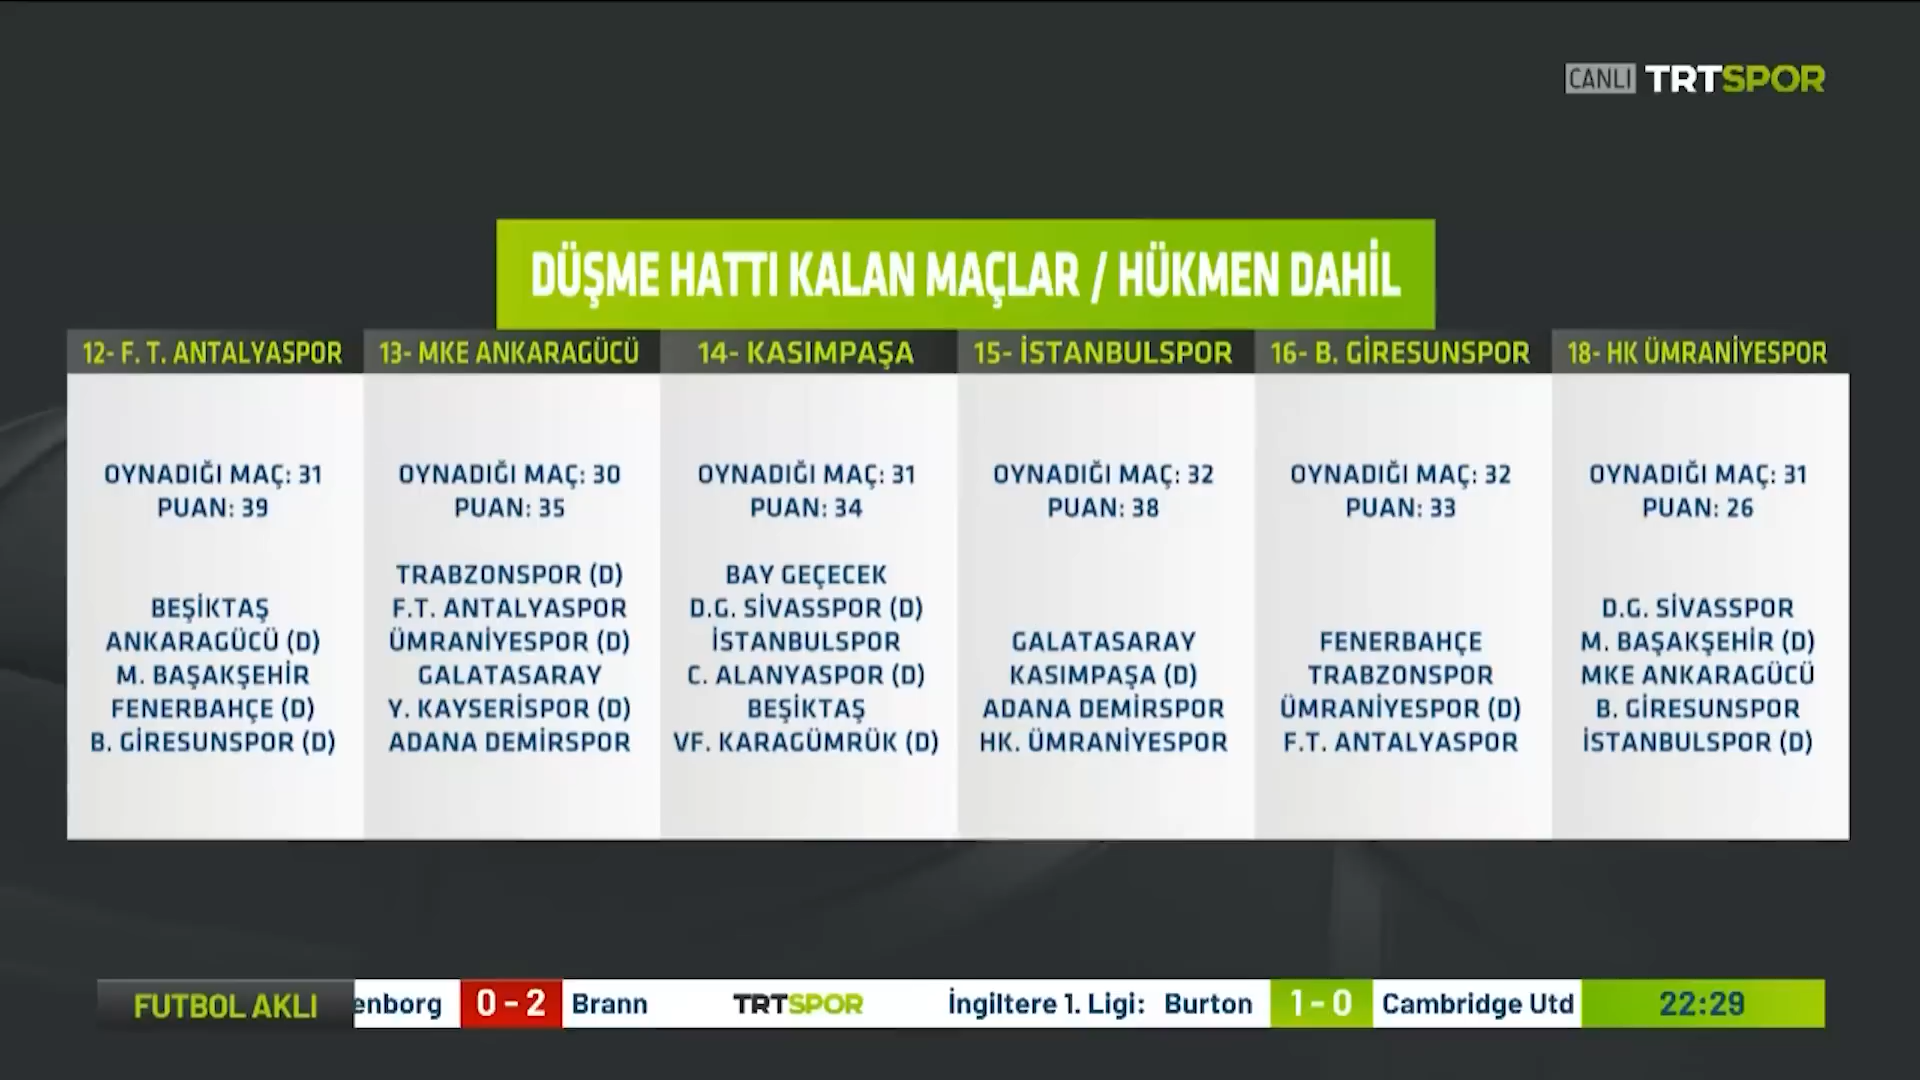 CANLI TRTSPOR
DÜŞME HATTI KALAN MAÇLAR / HÜKMEN DAHİL
12- F. T. ANTALYASPOR
OYNADIĞI MAÇ: 31
PUAN: 39
BEŞİKTAŞ
ANKARAGÜCÜ (D)
M. BAŞAKŞEHİR
FENERBAHÇE (D)
B. GİRESUNSPOR (D)
13- MKE ANKARAGÜCÜ
OYNADIĞI MAÇ: 30
PUAN: 35
TRABZONSPOR (D)
F.T. ANTALYASPOR
ÜMRANİYESPOR (D)
GALATASARAY
Y. KAYSERİSPOR (D)
ADANA DEMİRSPOR
14- KASIMPAŞA
OYNADIĞI MAÇ: 31
PUAN: 34
BAY GEÇECEK
D.G. SİVASSPOR (D)
İSTANBULSPOR
C. ALANYASPOR (D)
BEŞİKTAŞ
VF. KARAGÜMRÜK (D)
15- İSTANBULSPOR
OYNADIĞI MAÇ: 32
PUAN: 38
GALATASARAY
KASIMPAŞA (D)
ADANA DEMİRSPOR
HK. ÜMRANİYESPOR
16- B. GİRESUNSPOR
OYNADIĞI MAÇ: 32
PUAN: 33
FENERBAHÇE
TRABZONSPOR
ÜMRANİYESPOR (D)
F.T. ANTALYASPOR
18- HK ÜMRANİYESPOR
OYNADIĞI MAÇ: 31
PUAN: 26
D.G. SİVASSPOR
M. BAŞAKŞEHİR (D)
MKE ANKARAGÜCÜ
B. GİRESUNSPOR
İSTANBULSPOR (D)
FUTBOL AKLI enborg 0 - 2 Brann TRTSPOR İngiltere 1. Ligi: Burton 1 - 0 Cambridge Utd 22:29